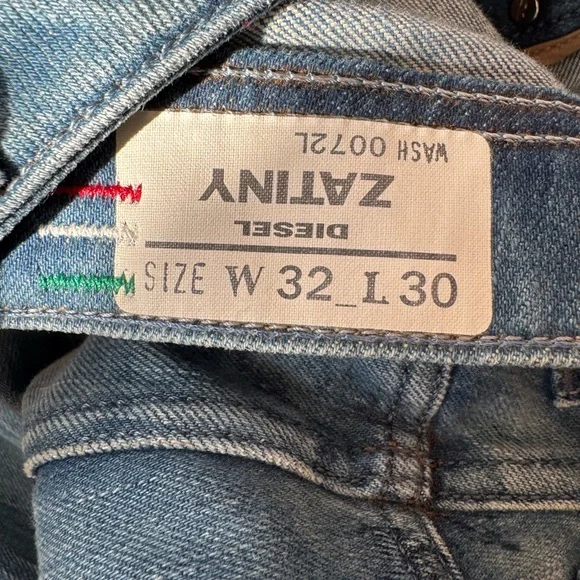 WASH 0072L
ZATINY
DIESEL
SIZE W 32_L 30